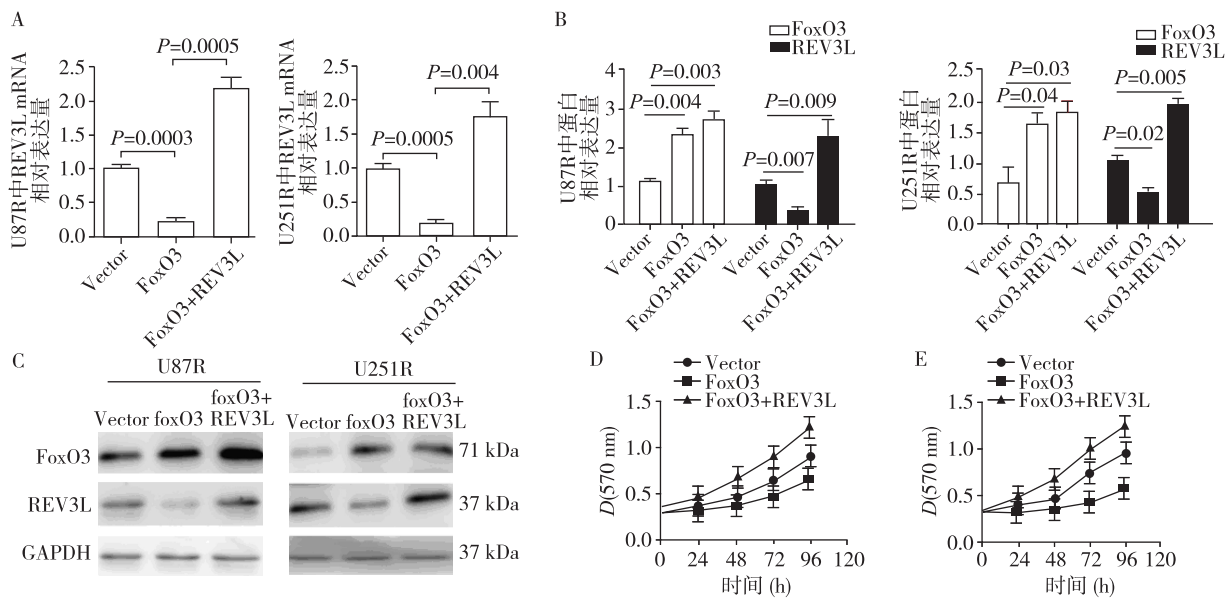 A
U87R中REV3L mRNA
相对表达量
2.5
2.0
1.5
1.0
0.5
0.0
P=0.0005
P=0.0003
Vector
FoxO3
FoxO3+REV3L
U251R中REV3L mRNA
相对表达量
2.5
2.0
1.5
1.0
0.5
0.0
P=0.004
P=0.0005
Vector
FoxO3
FoxO3+REV3L
B
FoxO3
REV3L
U87R中蛋白
相对表达量
4
3
2
1
0
P=0.003
P=0.004
P=0.009
P=0.007
Vector
FoxO3
FoxO3+REV3L
Vector
FoxO3
FoxO3+REV3L
FoxO3
REV3L
U251R中蛋白
相对表达量
2.5
2.0
1.5
1.0
0.5
0
P=0.03
P=0.04
P=0.005
P=0.02
Vector
FoxO3
FoxO3+REV3L
Vector
FoxO3
FoxO3+REV3L
C
U87R
U251R
Vector foxO3 foxO3+
REV3L
Vector foxO3 foxO3+
REV3L
FoxO3
71 kDa
REV3L
37 kDa
GAPDH
37 kDa
D
Vector
FoxO3
FoxO3+REV3L
D(570 nm)
1.5
1.0
0.5
0.0
0 24 48 72 96 120
时间 (h)
E
Vector
FoxO3
FoxO3+REV3L
D(570 nm)
1.5
1.0
0.5
0.0
0 24 48 72 96 120
时间 (h)